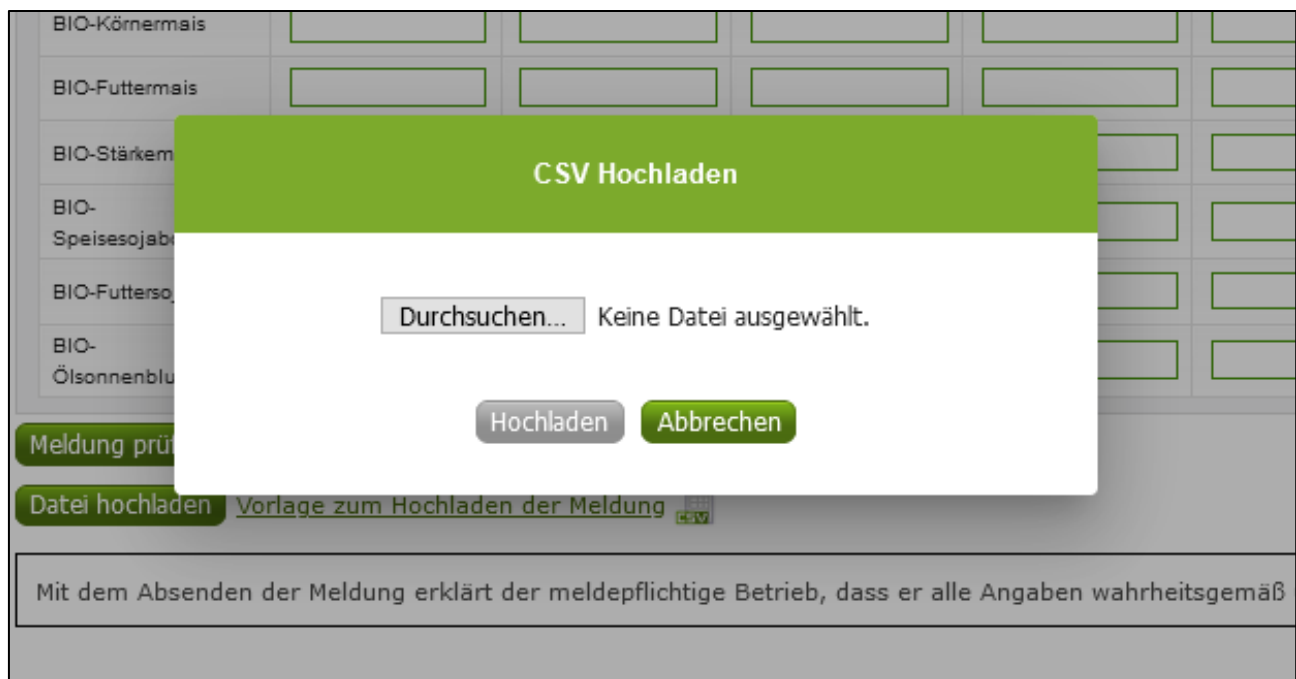 BIO-Körnermais
BIO-Futtermais
BIO-Stärkem
BIO-
Speisesojab
BIO-Futterso
BIO-
Ölsonnenblu
CSV Hochladen
Durchsuchen... Keine Datei ausgewählt.
Hochladen Abbrechen
Meldung prü
Datei hochladen Vorlage zum Hochladen der Meldung CSV
Mit dem Absenden der Meldung erklärt der meldepflichtige Betrieb, dass er alle Angaben wahrheitsgemäß